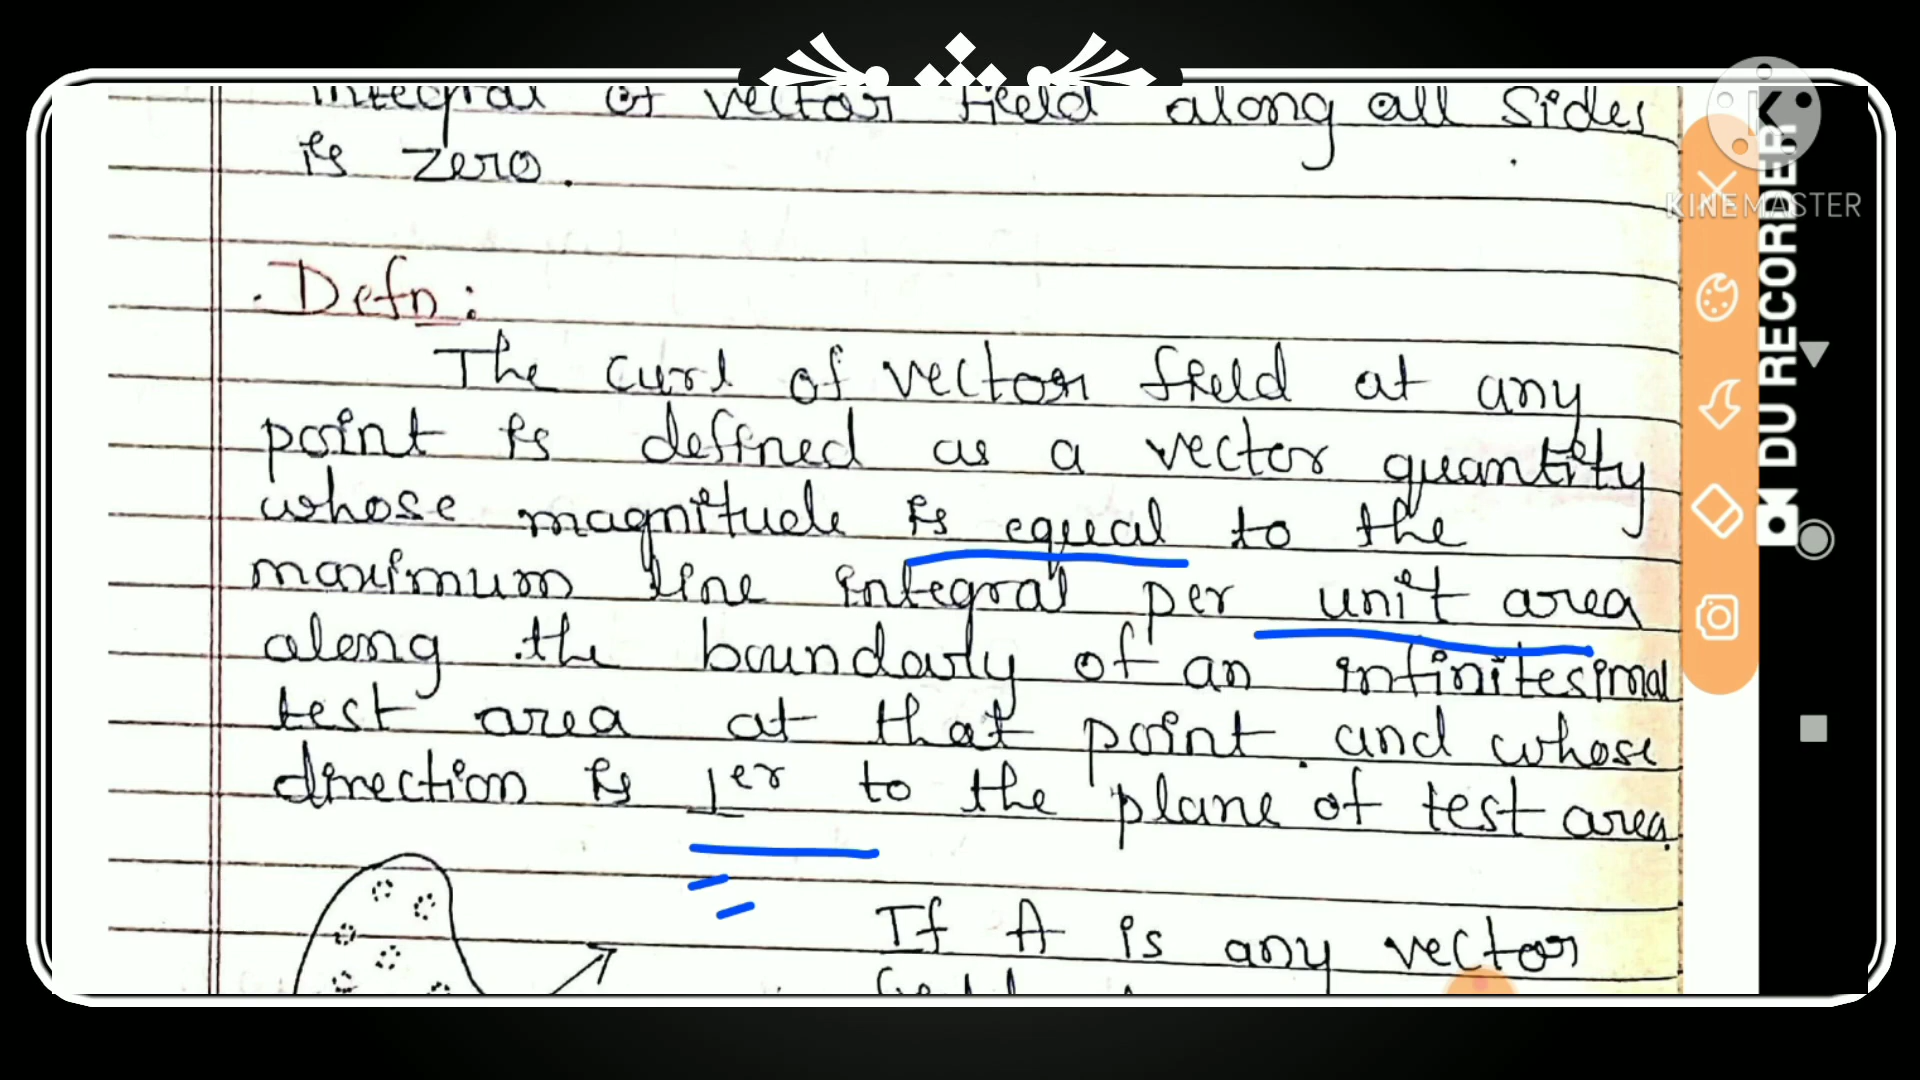 integral of vector field along all sides
is zero.
Defn:
The curl of vector field at any
point is defined as a vector quantity
whose magnitude is equal to the
maximum line integral per unit area
along the boundary of an infinitesimal
test area at that point and whose
direction is ⊥er to the plane of test area.
If A is any vector
KINEMASTER
DU RECORDER